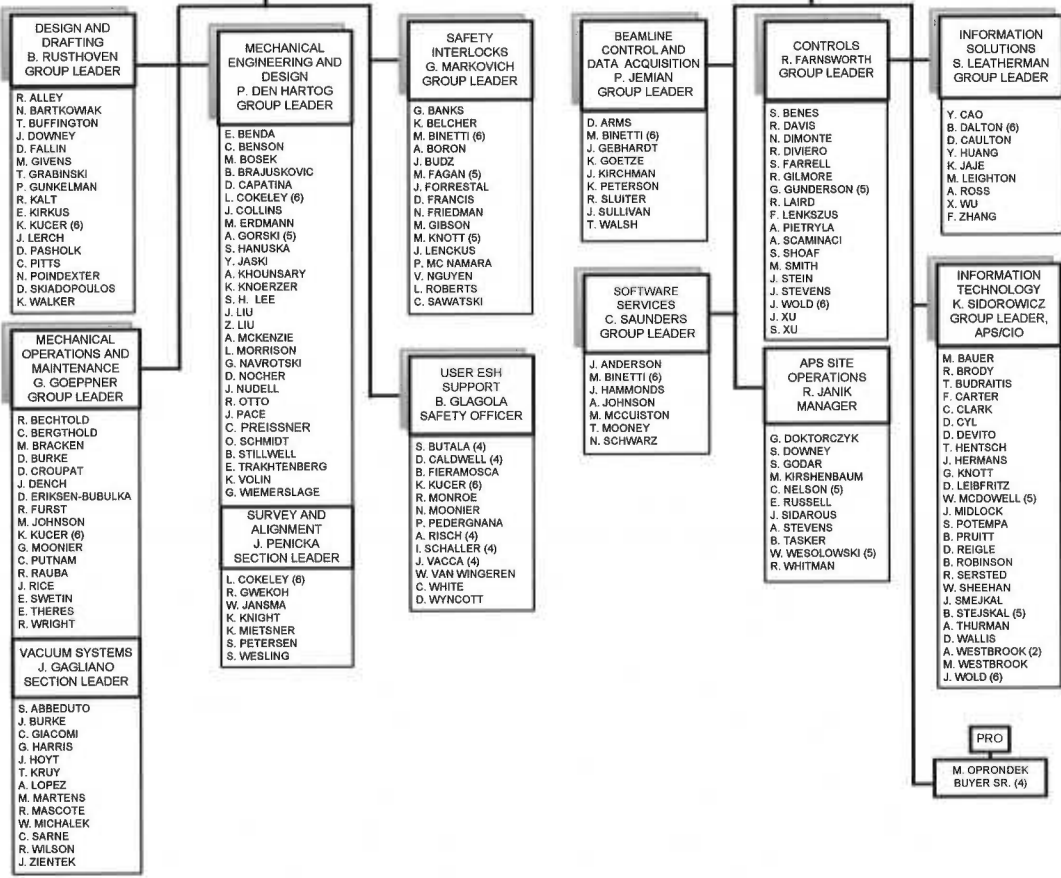 DESIGN AND
DRAFTING
B. RUSTHOVEN
GROUP LEADER
R. ALLEY
N. BARTKOWIAK
T. BUFFINGTON
J. DOWNEY
D. FALLIN
M. GIVENS
T. GRABINSKI
P. GUNKELMAN
R. KALT
E. KIRKUS
K. KUCER (6)
J. LERCH
D. PASHOLK
C. PITTS
N. POINDEXTER
D. SKIADOPOULOS
K. WALKER
MECHANICAL
OPERATIONS AND
MAINTENANCE
G. GOEPPNER
GROUP LEADER
R. BECHTOLD
C. BERGTHOLD
M. BRACKEN
D. BURKE
D. CROUPAT
J. DENCH
D. ERIKSEN-BUBULKA
R. FURST
M. JOHNSON
K. KUCER (6)
G. MOONIER
C. PUTNAM
R. RAUBA
J. RICE
E. SWETIN
E. THERES
R. WRIGHT
VACUUM SYSTEMS
J. GAGLIANO
SECTION LEADER
S. ABBEDUTO
J. BURKE
C. GIACOMI
G. HARRIS
J. HOYT
T. KRUY
A. LOPEZ
M. MARTENS
R. MASCOTE
W. MICHALEK
C. SARNE
R. WILSON
J. ZIENTEK
MECHANICAL
ENGINEERING AND
DESIGN
P. DEN HARTOG
GROUP LEADER
E. BENDA
C. BENSON
M. BOSEK
B. BRAJUSKOVIC
D. CAPATINA
L. COKELEY (6)
J. COLLINS
M. ERDMANN
A. GORSKI (5)
S. HANUSKA
Y. JASKI
A. KHOUNSARY
K. KNOERZER
S. H. LEE
J. LIU
Z. LIU
A. MCKENZIE
L. MORRISON
G. NAVROTSKI
D. NOCHER
J. NUDELL
R. OTTO
J. PACE
C. PREISSNER
O. SCHMIDT
B. STILLWELL
E. TRAKHTENBERG
K. VOLIN
G. WIEMERSLAGE
SURVEY AND
ALIGNMENT
J. PENICKA
SECTION LEADER
L. COKELEY (6)
R. GWEKOH
W. JANSMA
K. KNIGHT
K. MIETSNER
S. PETERSEN
S. WESLING
SAFETY
INTERLOCKS
G. MARKOVICH
GROUP LEADER
G. BANKS
K. BELCHER
M. BINETTI (6)
A. BORON
J. BUDZ
M. FAGAN (5)
J. FORRESTAL
D. FRANCIS
N. FRIEDMAN
M. GIBSON
M. KNOTT (5)
J. LENCKUS
P. MC NAMARA
V. NGUYEN
L. ROBERTS
C. SAWATSKI
USER ESH
SUPPORT
B. GLAGOLA
SAFETY OFFICER
S. BUTALA (4)
D. CALDWELL (4)
B. FIERAMOSCA
K. KUCER (6)
R. MONROE
N. MOONIER
P. PEDERGNANA
A. RISCH (4)
I. SCHALLER (4)
J. VACCA (4)
W. VAN WINGEREN
C. WHITE
D. WYNCOTT
BEAMLINE
CONTROL AND
DATA ACQUISITION
P. JEMIAN
GROUP LEADER
D. ARMS
M. BINETTI (6)
J. GEBHARDT
K. GOETZE
J. KIRCHMAN
K. PETERSON
R. SLUITER
J. SULLIVAN
T. WALSH
SOFTWARE
SERVICES
C. SAUNDERS
GROUP LEADER
J. ANDERSON
M. BINETTI (6)
J. HAMMONDS
A. JOHNSON
M. MCCUISTON
T. MOONEY
N. SCHWARZ
CONTROLS
R. FARNSWORTH
GROUP LEADER
S. BENES
R. DAVIS
N. DIMONTE
R. DIVIERO
S. FARRELL
R. GILMORE
G. GUNDERSON (5)
R. LAIRD
F. LENKSZUS
A. PIETRYLA
A. SCAMINACI
S. SHOAF
M. SMITH
J. STEIN
J. STEVENS
J. WOLD (6)
J. XU
S. XU
APS SITE
OPERATIONS
R. JANIK
MANAGER
G. DOKTORCZYK
S. DOWNEY
S. GODAR
M. KIRSHENBAUM
C. NELSON (5)
E. RUSSELL
J. SIDAROUS
A. STEVENS
B. TASKER
W. WESOLOWSKI (5)
R. WHITMAN
INFORMATION
SOLUTIONS
S. LEATHERMAN
GROUP LEADER
Y. CAO
B. DALTON (6)
D. CAULTON
Y. HUANG
K. JAJE
M. LEIGHTON
A. ROSS
X. WU
F. ZHANG
INFORMATION
TECHNOLOGY
K. SIDOROWICZ
GROUP LEADER,
APS/CIO
M. BAUER
R. BRODY
T. BUDRAITIS
F. CARTER
C. CLARK
D. CYL
D. DEVITO
T. HENTSCH
J. HERMANS
G. KNOTT
D. LEIBFRITZ
W. MCDOWELL (5)
J. MIDLOCK
S. POTEMPA
B. PRUITT
D. REIGLE
B. ROBINSON
R. SERSTED
W. SHEEHAN
J. SMEJKAL
B. STEJSKAL (5)
A. THURMAN
D. WALLIS
A. WESTBROOK (2)
M. WESTBROOK
J. WOLD (6)
PRO
M. OPRONDEK
BUYER SR. (4)